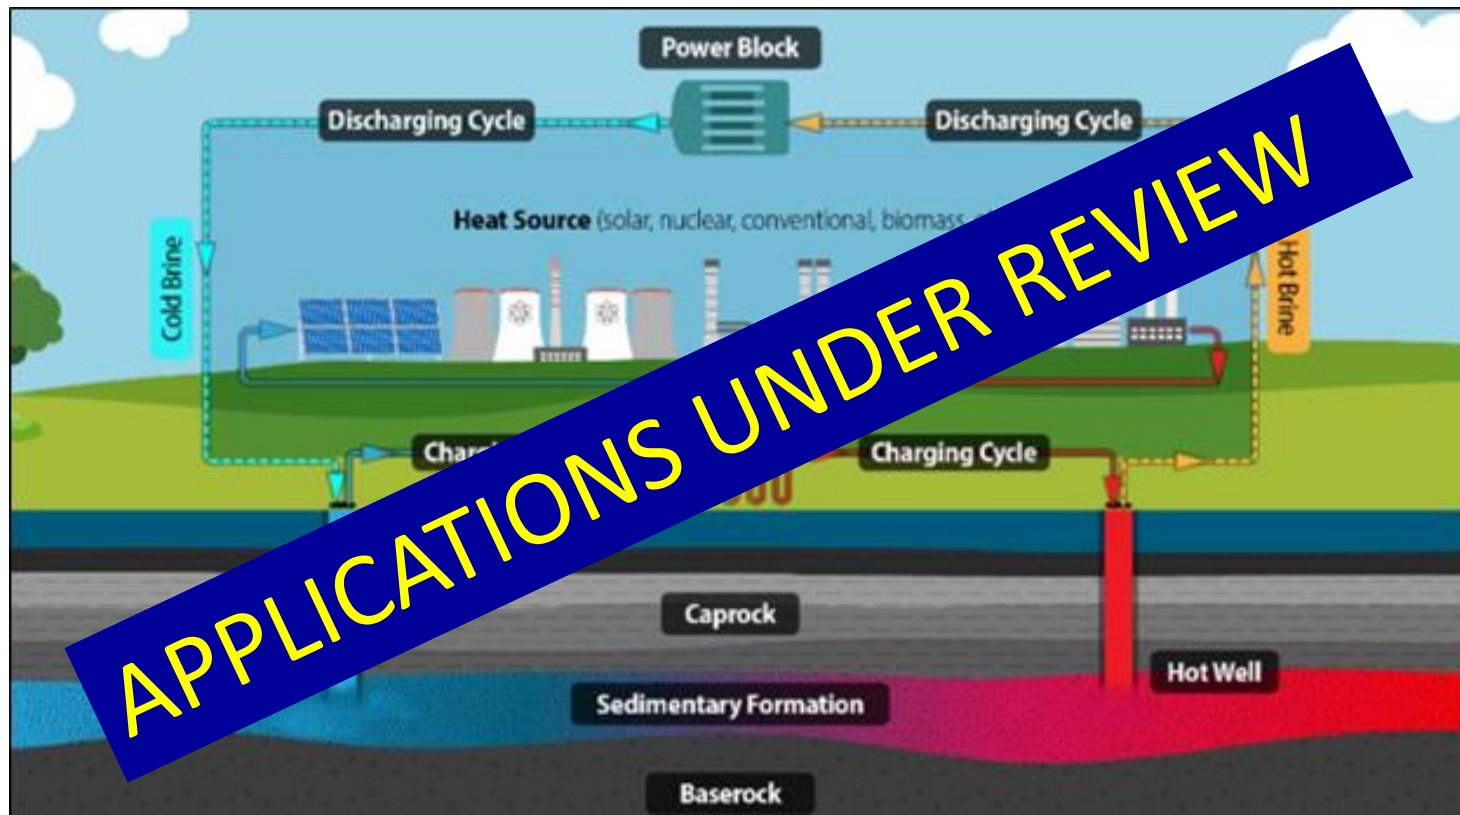 Power Block
Discharging Cycle
Discharging Cycle
Heat Source (solar, nuclear, conventional, biomass,
Cold Brine
Hot Brine
APPLICATIONS UNDER REVIEW
Charging Cycle
Caprock
Hot Well
Sedimentary Formation
Baserock